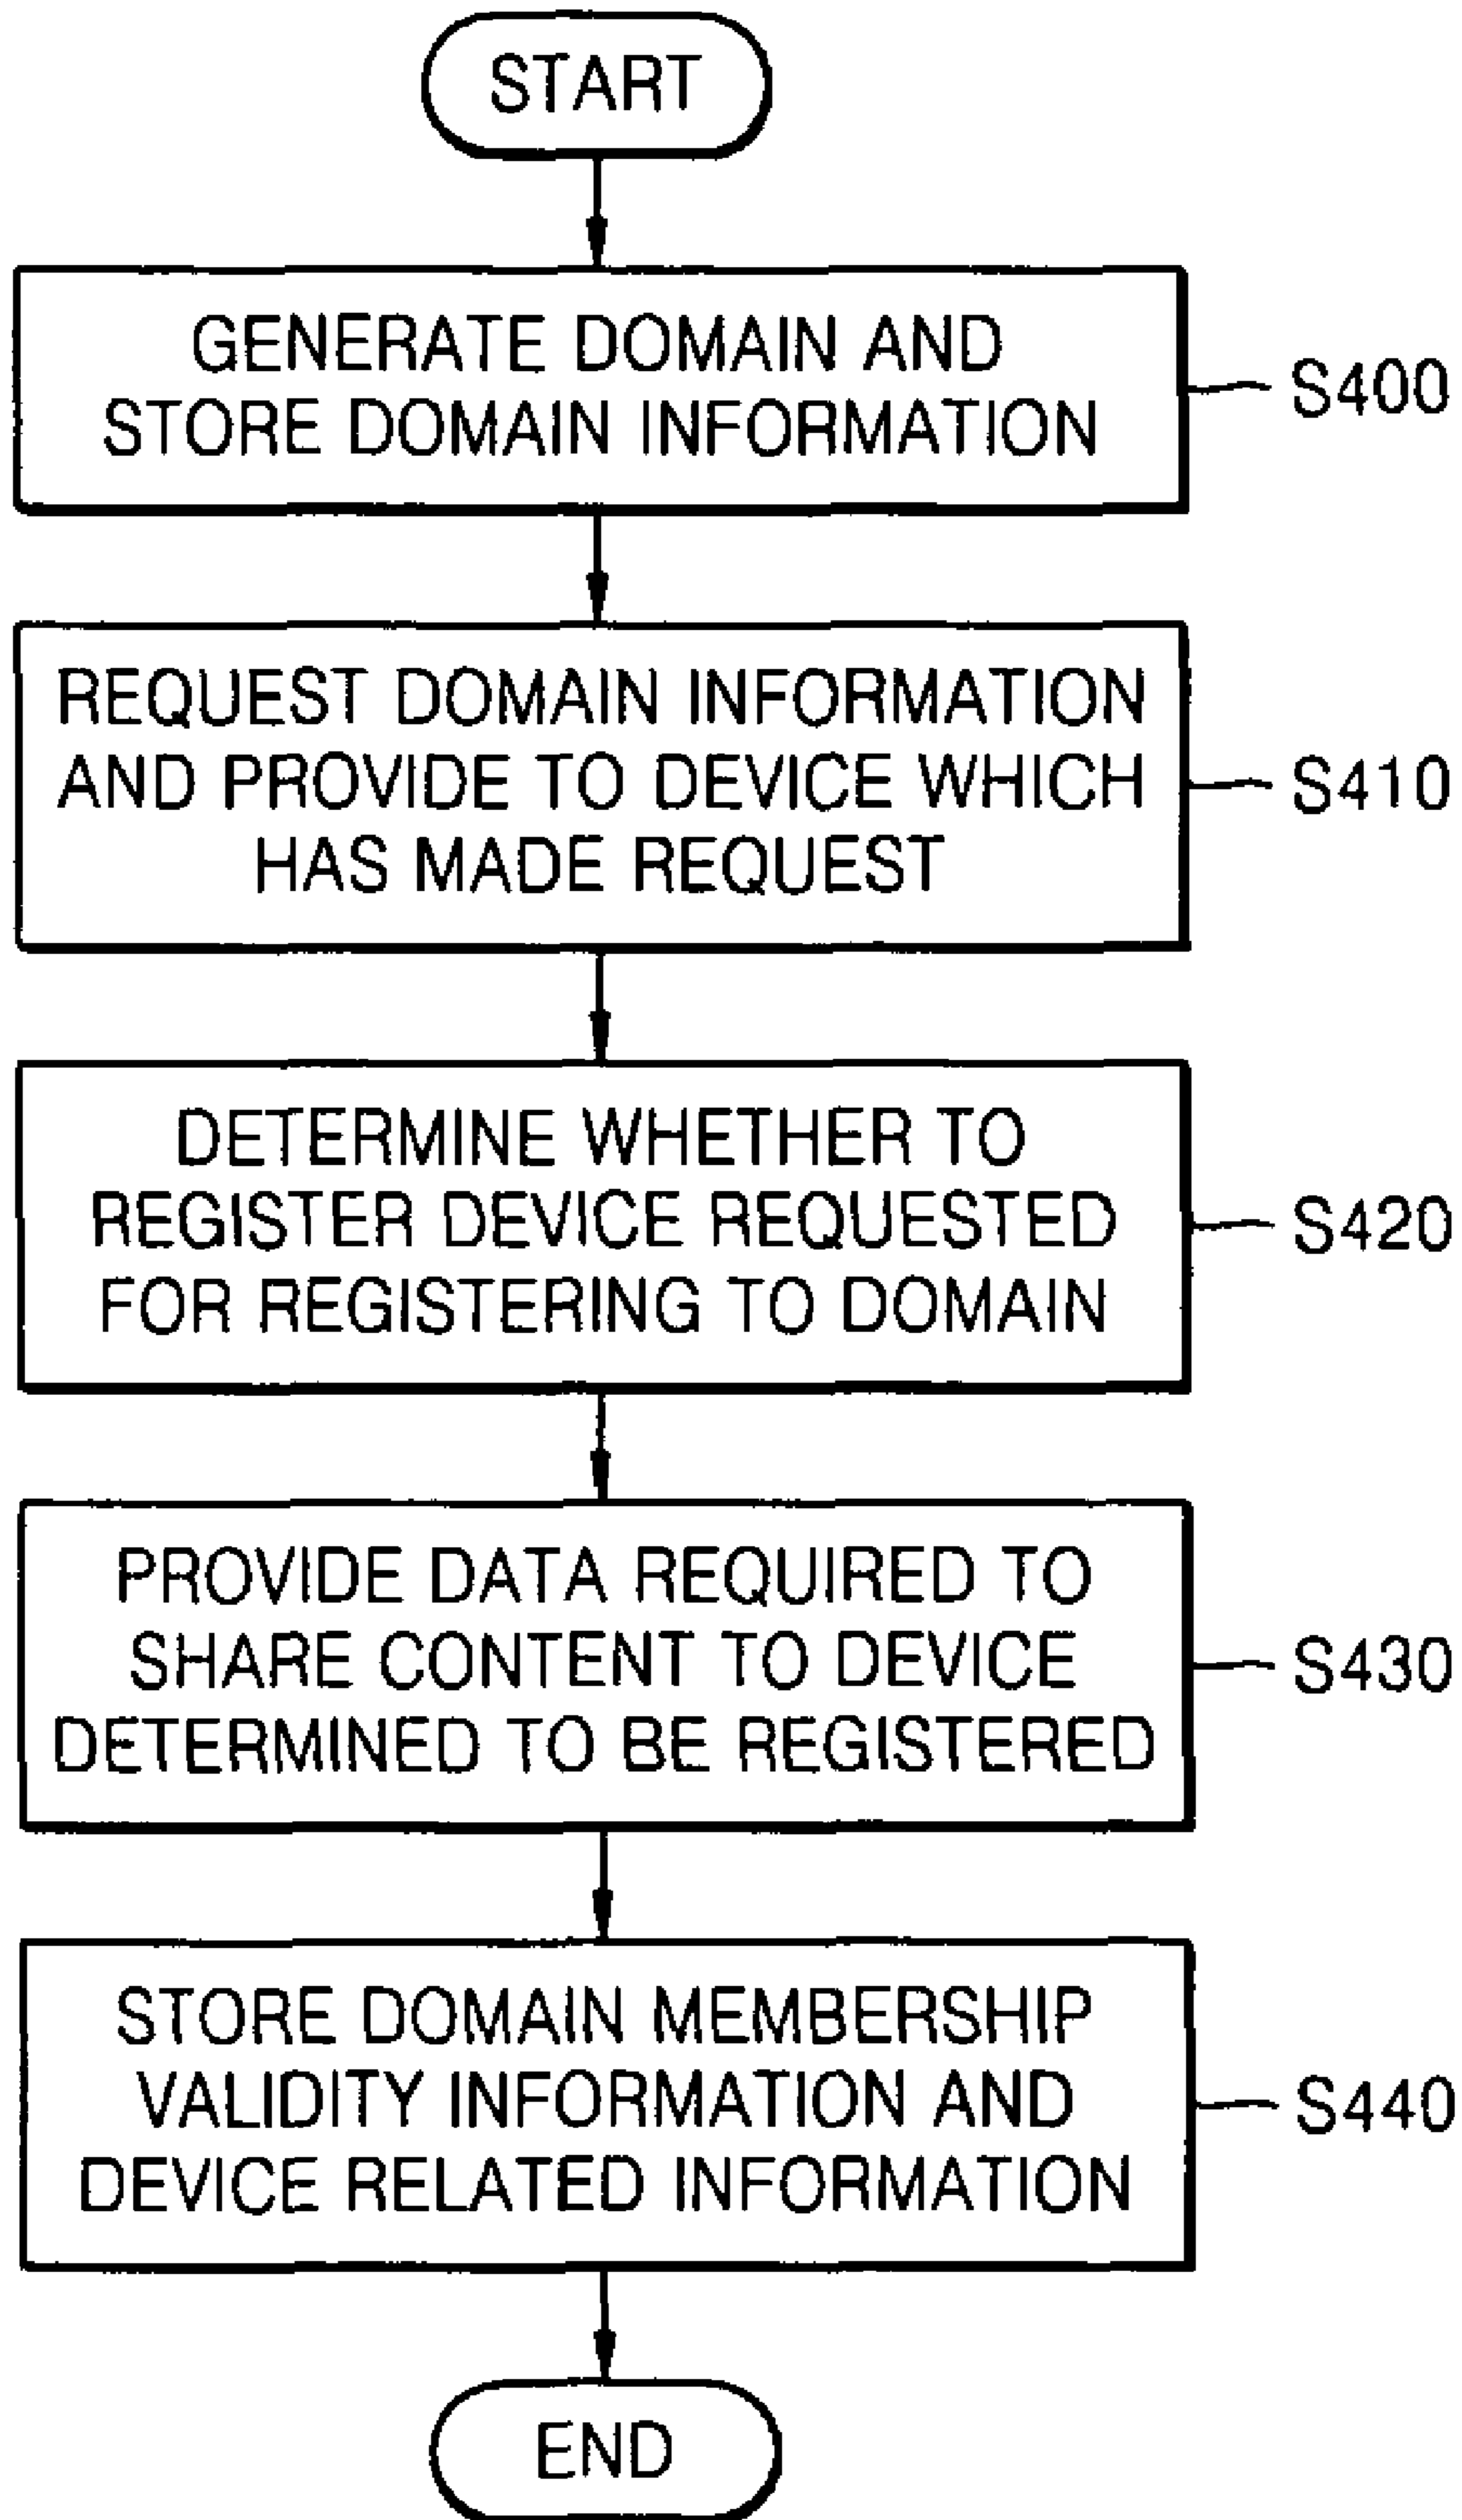 START
GENERATE DOMAIN AND
STORE DOMAIN INFORMATION
S400
REQUEST DOMAIN INFORMATION
AND PROVIDE TO DEVICE WHICH
HAS MADE REQUEST
S410
DETERMINE WHETHER TO
REGISTER DEVICE REQUESTED
FOR REGISTERING TO DOMAIN
S420
PROVIDE DATA REQUIRED TO
SHARE CONTENT TO DEVICE
DETERMINED TO BE REGISTERED
S430
STORE DOMAIN MEMBERSHIP
VALIDITY INFORMATION AND
DEVICE RELATED INFORMATION
S440
END